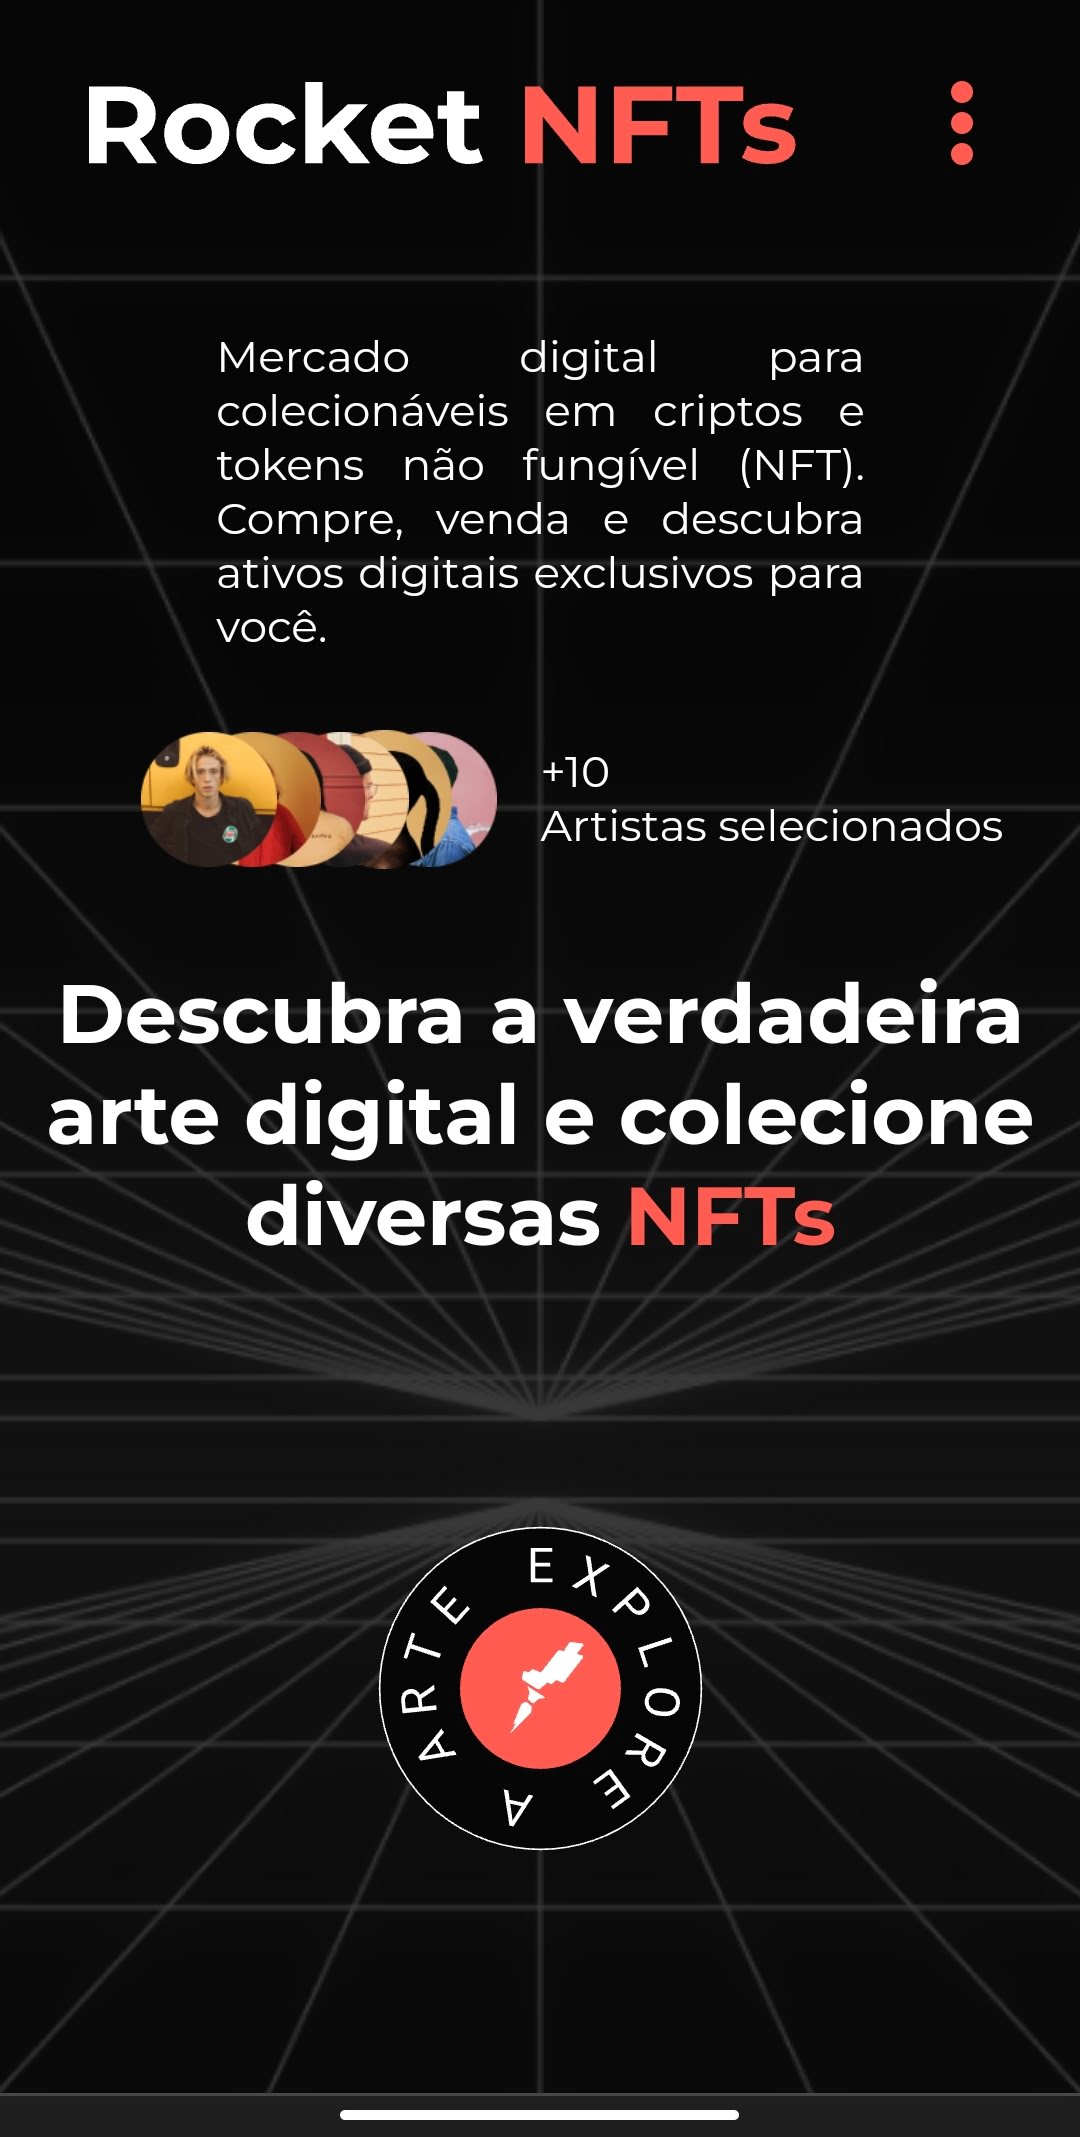 Rocket NFTs
Mercado digital para
colecionáveis em criptos e
tokens não fungível (NFT).
Compre, venda e descubra
ativos digitais exclusivos para
você.
+10
Artistas selecionados
Descubra a verdadeira
arte digital e colecione
diversas NFTs
EXPLORE A ARTE